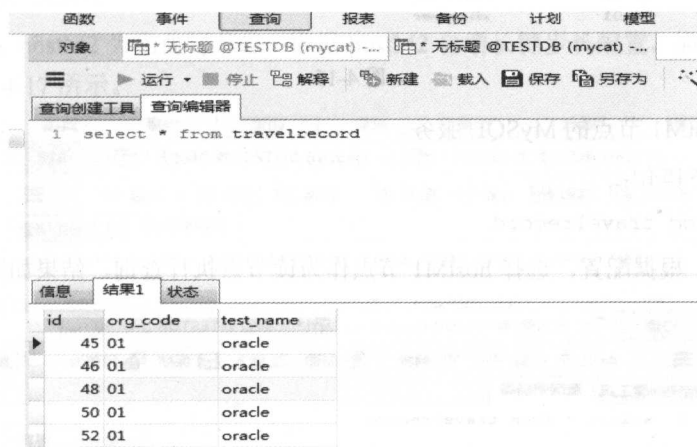 函数 事件 查询 报表 备份 计划 模型
对象 * 无标题 @TESTDB (mycat) -... * 无标题 @TESTDB (mycat) -...
运行 停止 解释 新建 载入 保存 另存为
查询创建工具 查询编辑器
select * from travelrecord
信息 结果1 状态
id org_code test_name
45 01 oracle
46 01 oracle
48 01 oracle
50 01 oracle
52 01 oracle